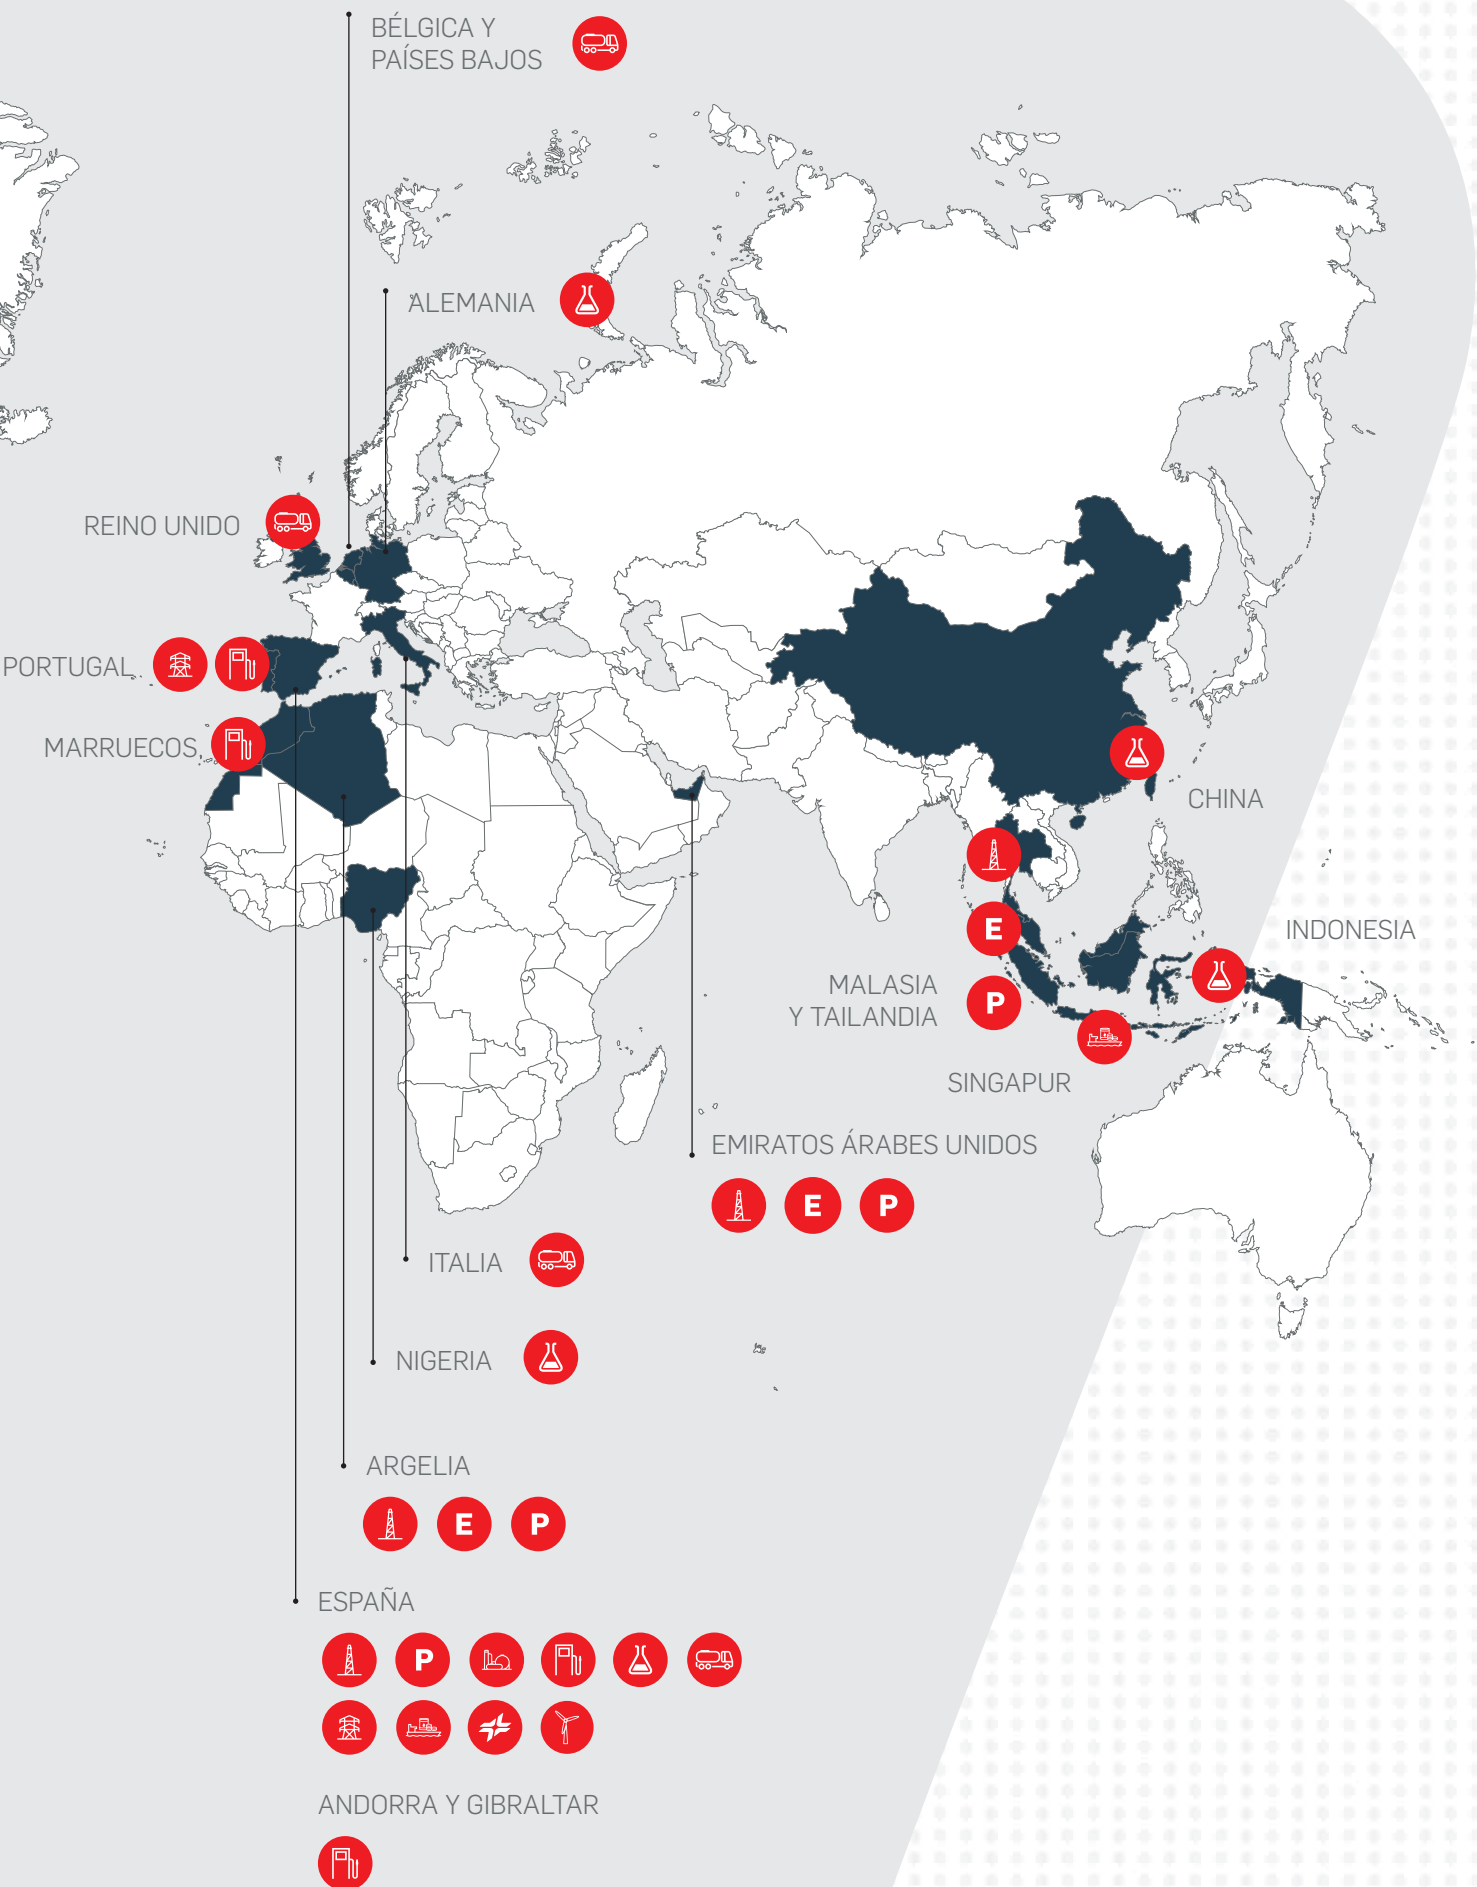 BÉLGICA Y
PAÍSES BAJOS
ALEMANIA
REINO UNIDO
PORTUGAL
MARRUECOS
CHINA
E
INDONESIA
MALASIA
Y TAILANDIA
P
SINGAPUR
EMIRATOS ÁRABES UNIDOS
E P
ITALIA
NIGERIA
ARGELIA
E P
ESPAÑA
P
ANDORRA Y GIBRALTAR